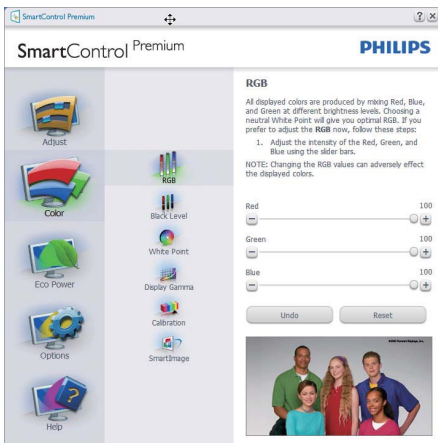 SmartControl Premium
SmartControl Premium
PHILIPS
Adjust
Color
Eco Power
Options
Help
RGB
Black Level
White Point
Display Gamma
Calibration
SmartImage
RGB
All displayed colors are produced by mixing Red, Blue,
and Green at different brightness levels. Choosing a
neutral White Point will give you optimal RGB. If you
prefer to adjust the RGB now, follow these steps:
1. Adjust the intensity of the Red, Green, and
Blue using the slider bars.
NOTE: Changing the RGB values can adversely effect
the displayed colors.
Red 100
Green 100
Blue 100
Undo Reset